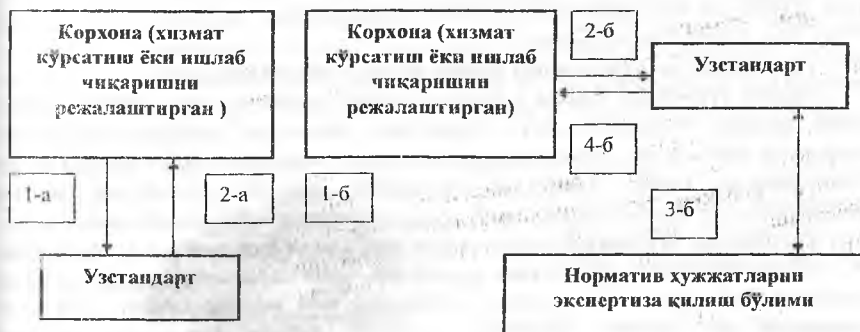 Корхона (хизмат
кўрсатиш ёки ишлаб
чиқаришни
режалаштирган )
Корхона (хизмат
кўрсатиш ёки ишлаб
чиқаришни
режалаштирган)
2-б
Узстандарт
4-б
1-а
2-а
1-б
3-б
Узстандарт
Норматив ҳужжатларни
экспертиза қилиш бўлими